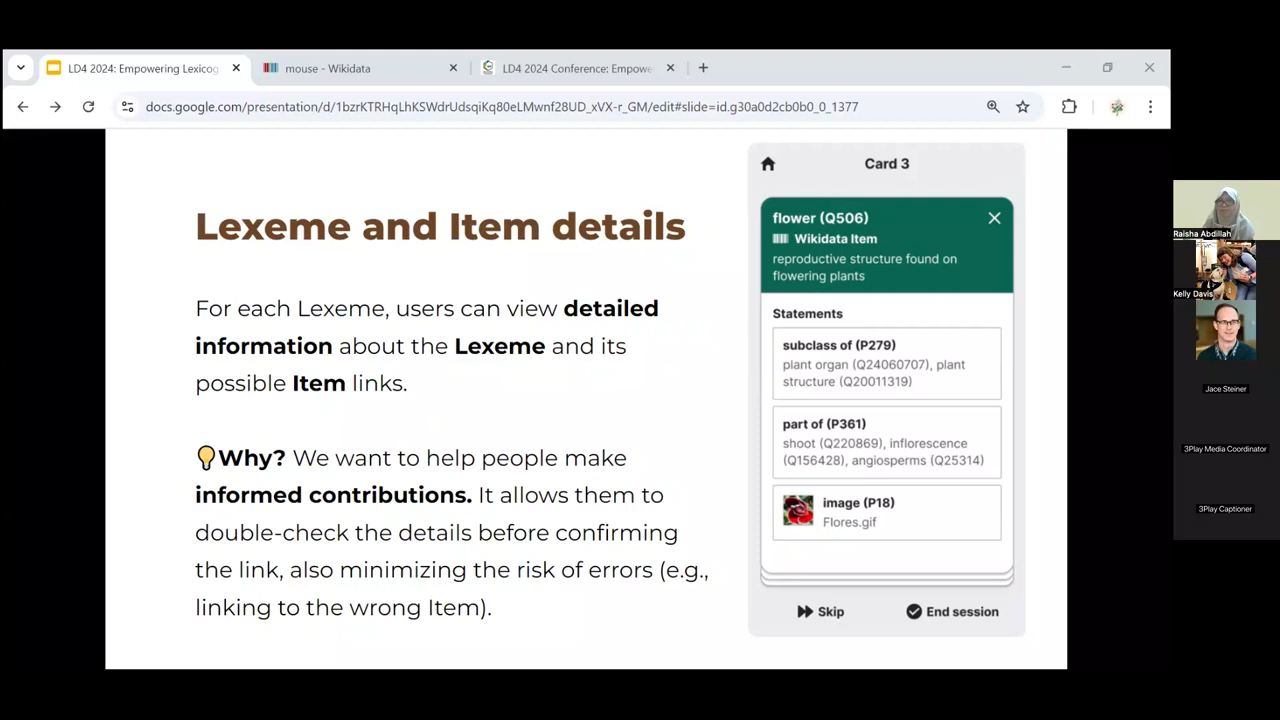 LD4 2024: Empowering Lexicog
mouse - Wikidata
LD4 2024 Conference: Empowe
docs.google.com/presentation/d/1bzrKTRHqLhKSWdrUdsqiKq80eLMwnf28UD_xVX-r_GM/edit#slide=id.g30a0d2cb0b0_0_1377
Lexeme and Item details
For each Lexeme, users can view detailed
information about the Lexeme and its
possible Item links.
💡Why? We want to help people make
informed contributions. It allows them to
double-check the details before confirming
the link, also minimizing the risk of errors (e.g.,
linking to the wrong Item).
Card 3
flower (Q506)
Wikidata Item
reproductive structure found on
flowering plants
Statements
subclass of (P279)
plant organ (Q24060707), plant
structure (Q20011319)
part of (P361)
shoot (Q220869), inflorescence
(Q156428), angiosperms (Q25314)
image (P18)
Flores.gif
Skip
End session
Raisha Abdillah
Kelly Davis
Jace Steiner
3Play Media Coordinator
3Play Captioner